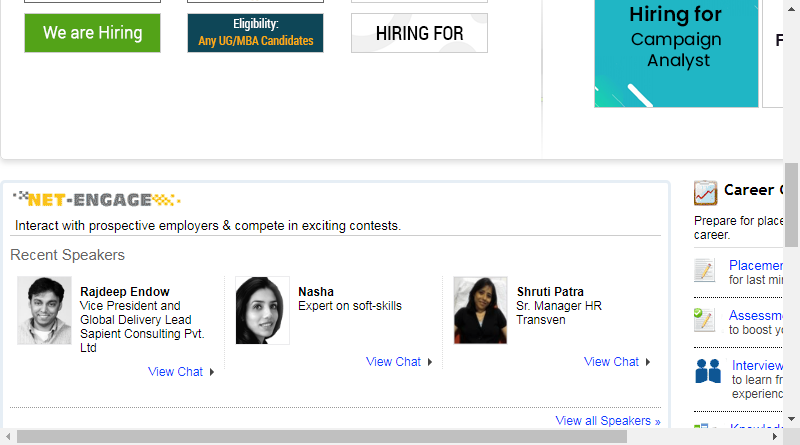 We are Hiring
Eligibility:
Any UG/MBA Candidates
HIRING FOR
Hiring for
Campaign
Analyst
NET-ENGAGE
Interact with prospective employers & compete in exciting contests.
Recent Speakers
Rajdeep Endow
Vice President and
Global Delivery Lead
Sapient Consulting Pvt.
Ltd
View Chat
Nasha
Expert on soft-skills
View Chat
Shruti Patra
Sr. Manager HR
Transven
View Chat
View all Speakers »
Career
Prepare for place
career.
Placemen
for last min
Assessm
to boost yo
Interview
to learn fr
experienc